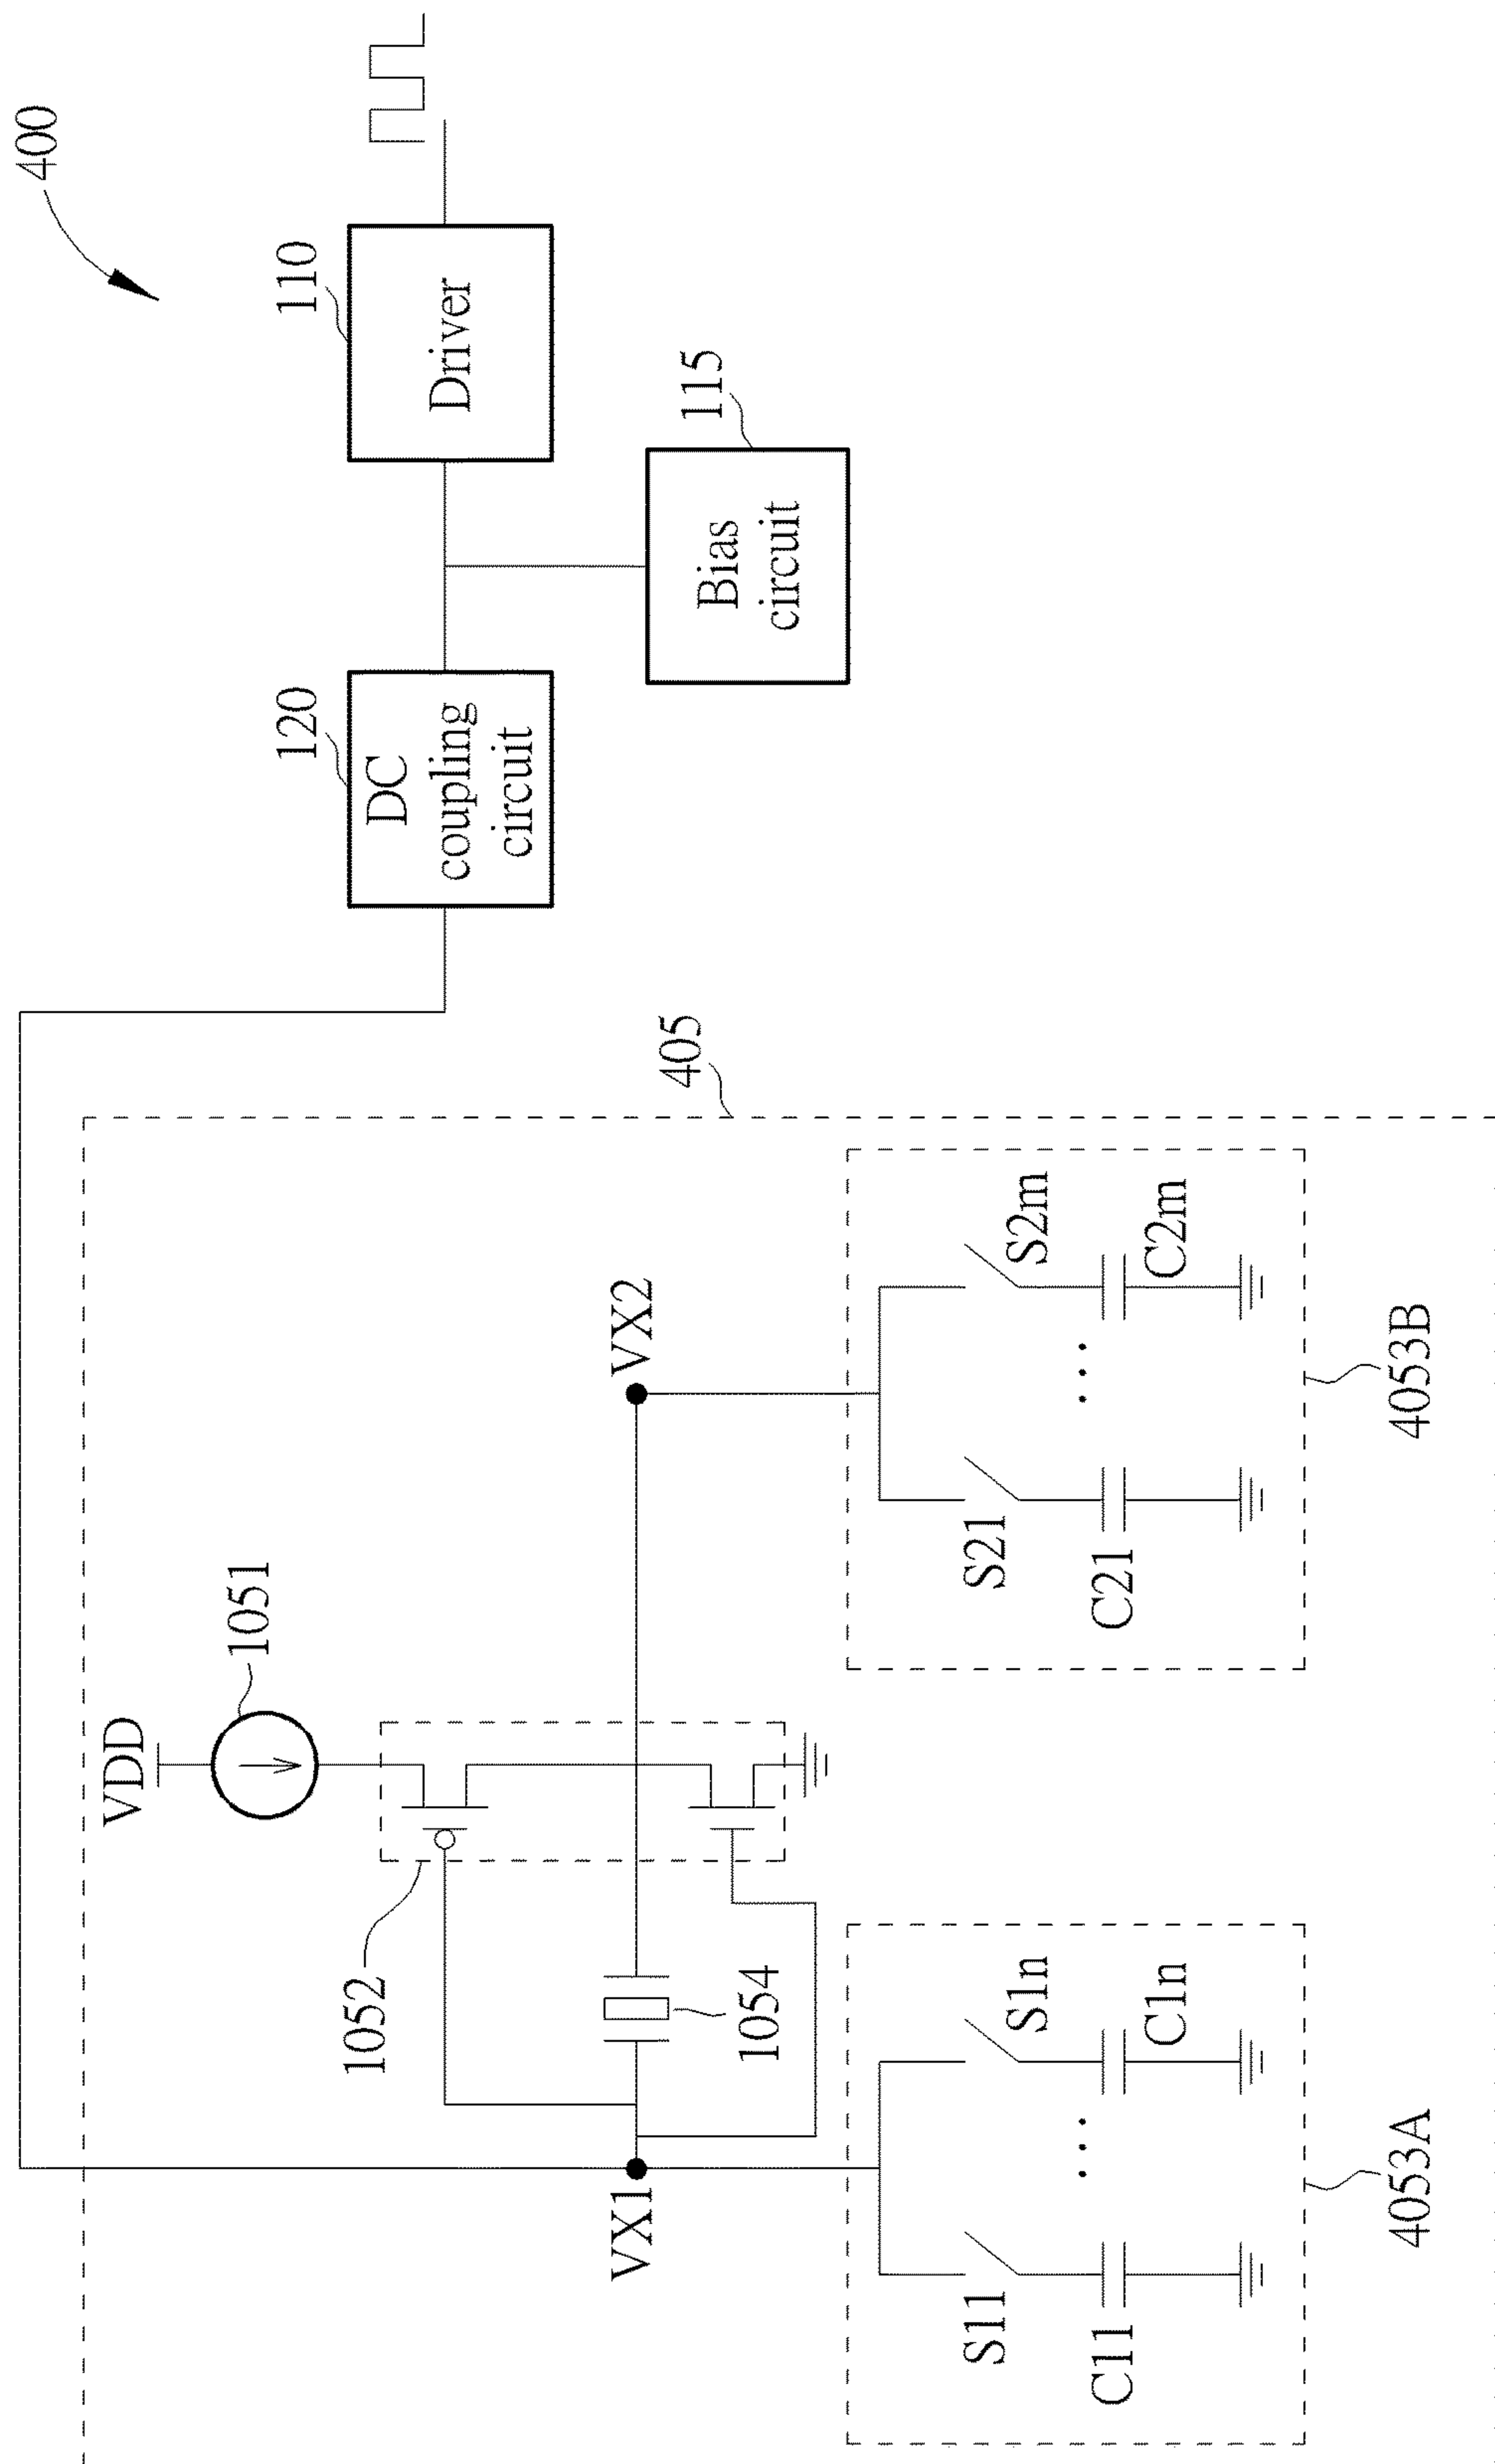 400
VDD
1051
120
DC
coupling
circuit
110
Driver
1052
405
115
Bias
circuit
VX1
1054
VX2
S11
S1n
C11
...
C1n
S21
S2m
C21
...
C2m
4053A
4053B